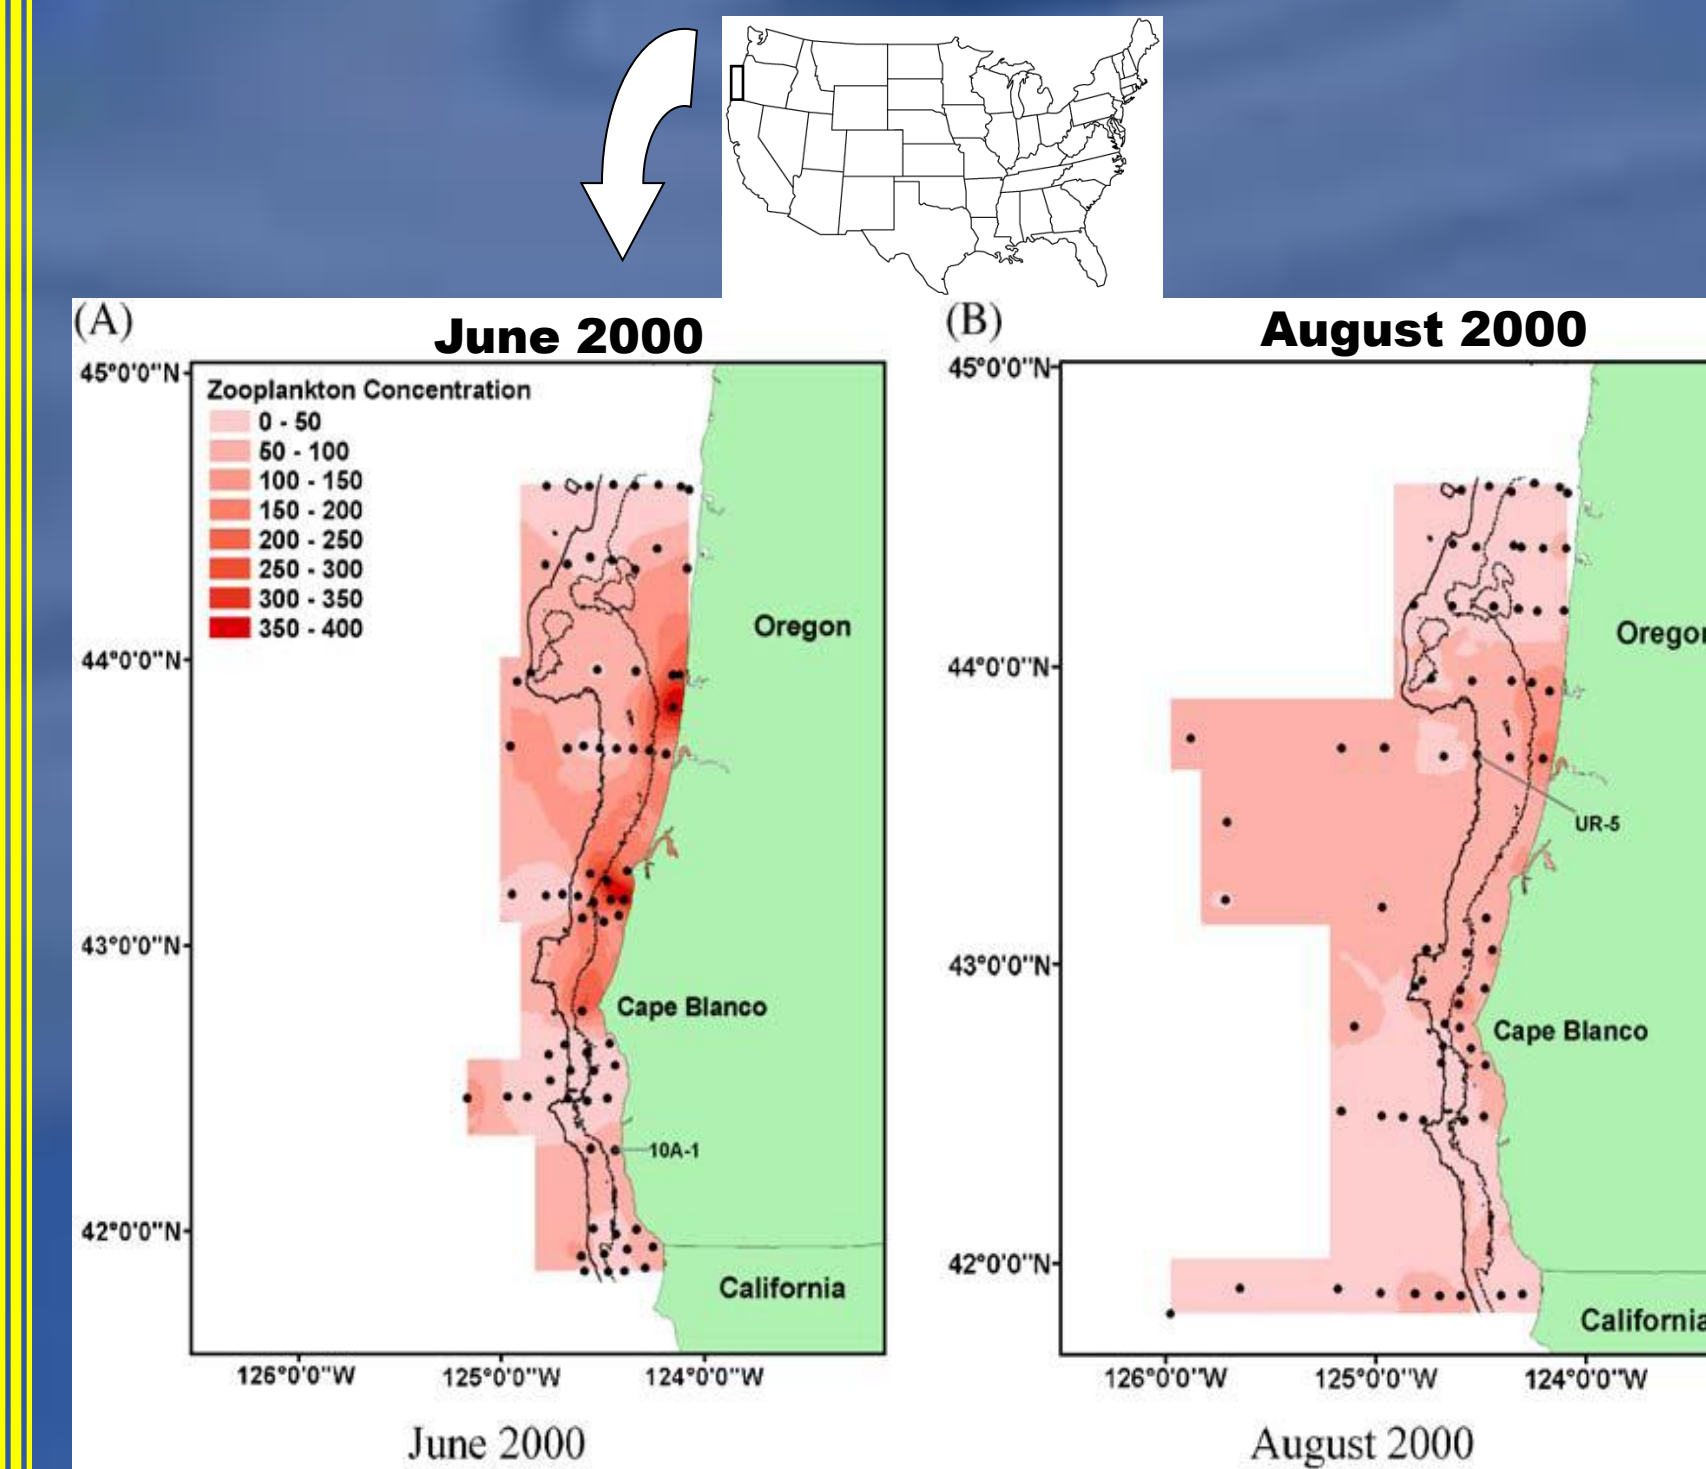 (A)
June 2000
45°0'0"N
Zooplankton Concentration
0 - 50
50 - 100
100 - 150
150 - 200
200 - 250
250 - 300
300 - 350
350 - 400
Oregon
44°0'0"N
43°0'0"N
Cape Blanco
10A-1
42°0'0"N
California
126°0'0"W
125°0'0"W
124°0'0"W
June 2000
(B)
August 2000
45°0'0"N
Oregon
44°0'0"N
UR-5
43°0'0"N
Cape Blanco
42°0'0"N
California
126°0'0"W
125°0'0"W
124°0'0"W
August 2000